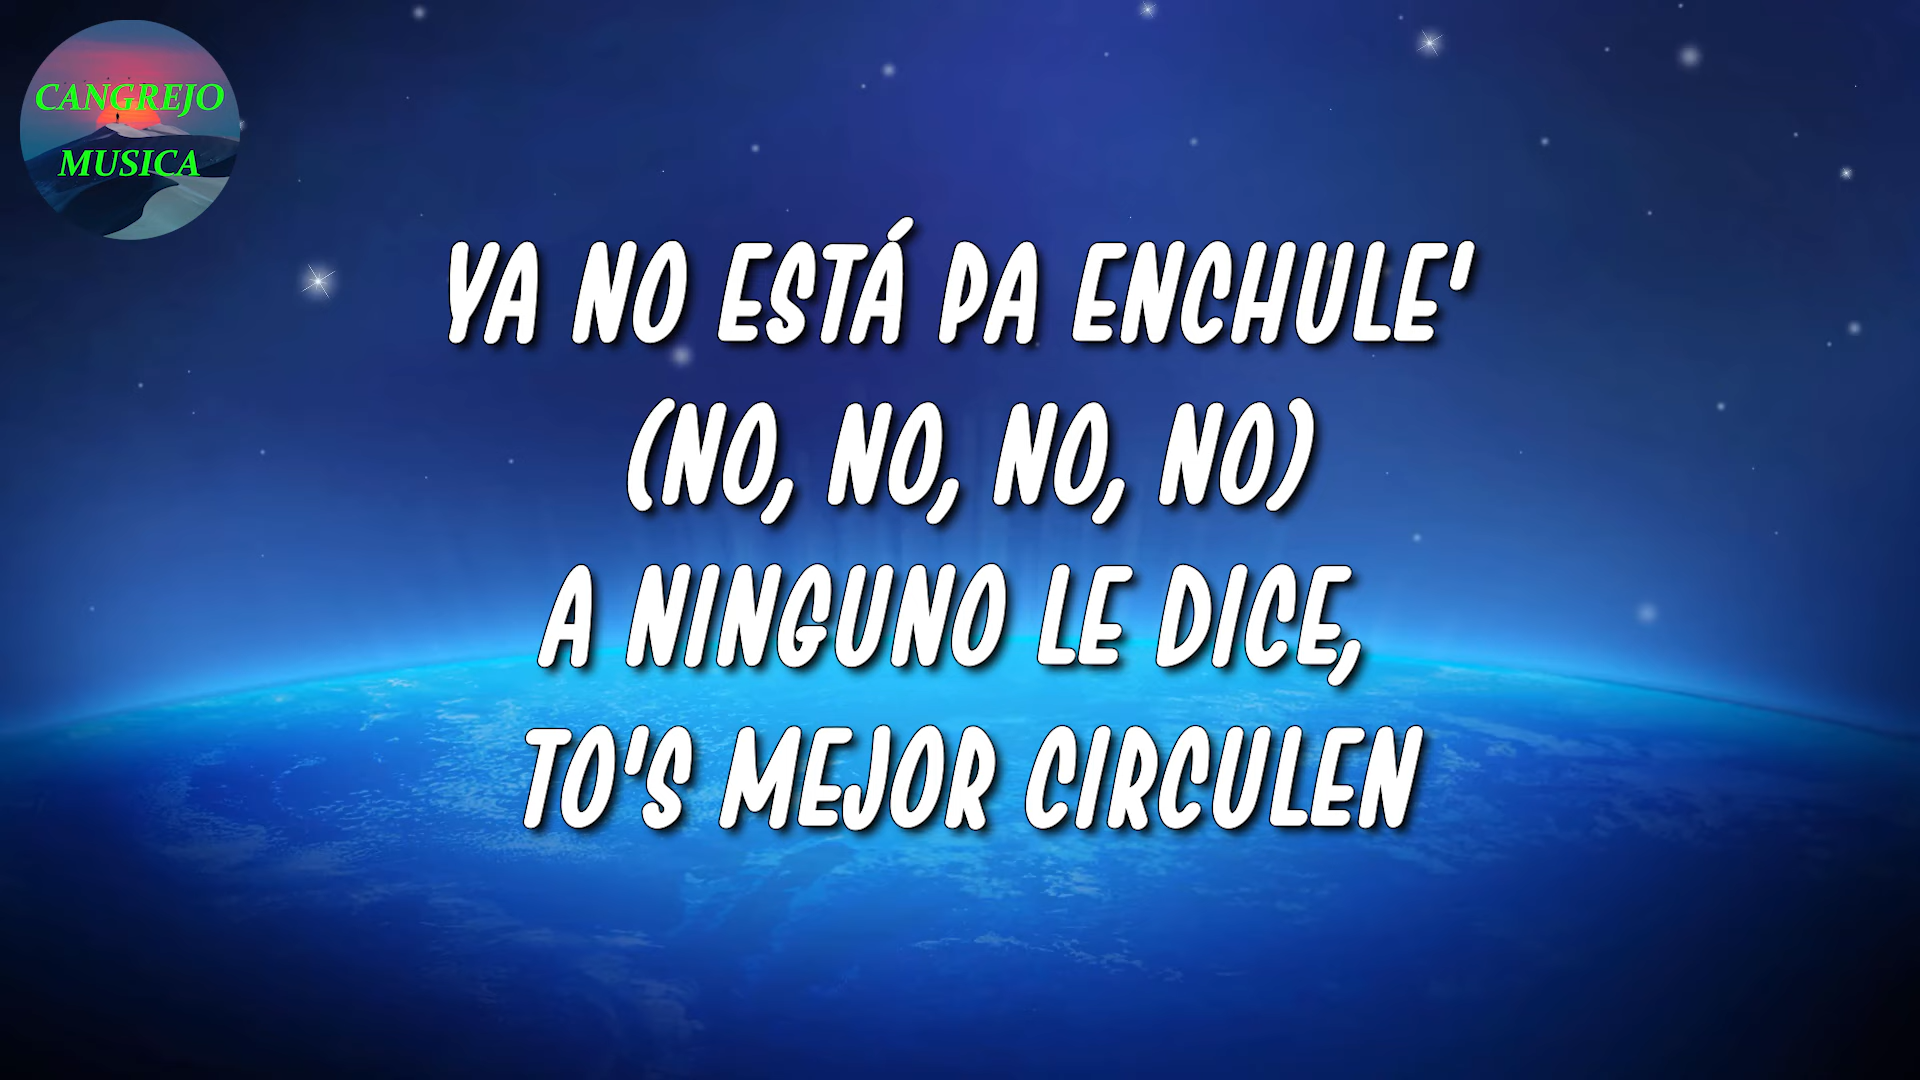 CANGREJO
MUSICA
YA NO ESTÁ PA ENCHULE'
(NO, NO, NO, NO)
A NINGUNO LE DICE,
TO'S MEJOR CIRCULEN